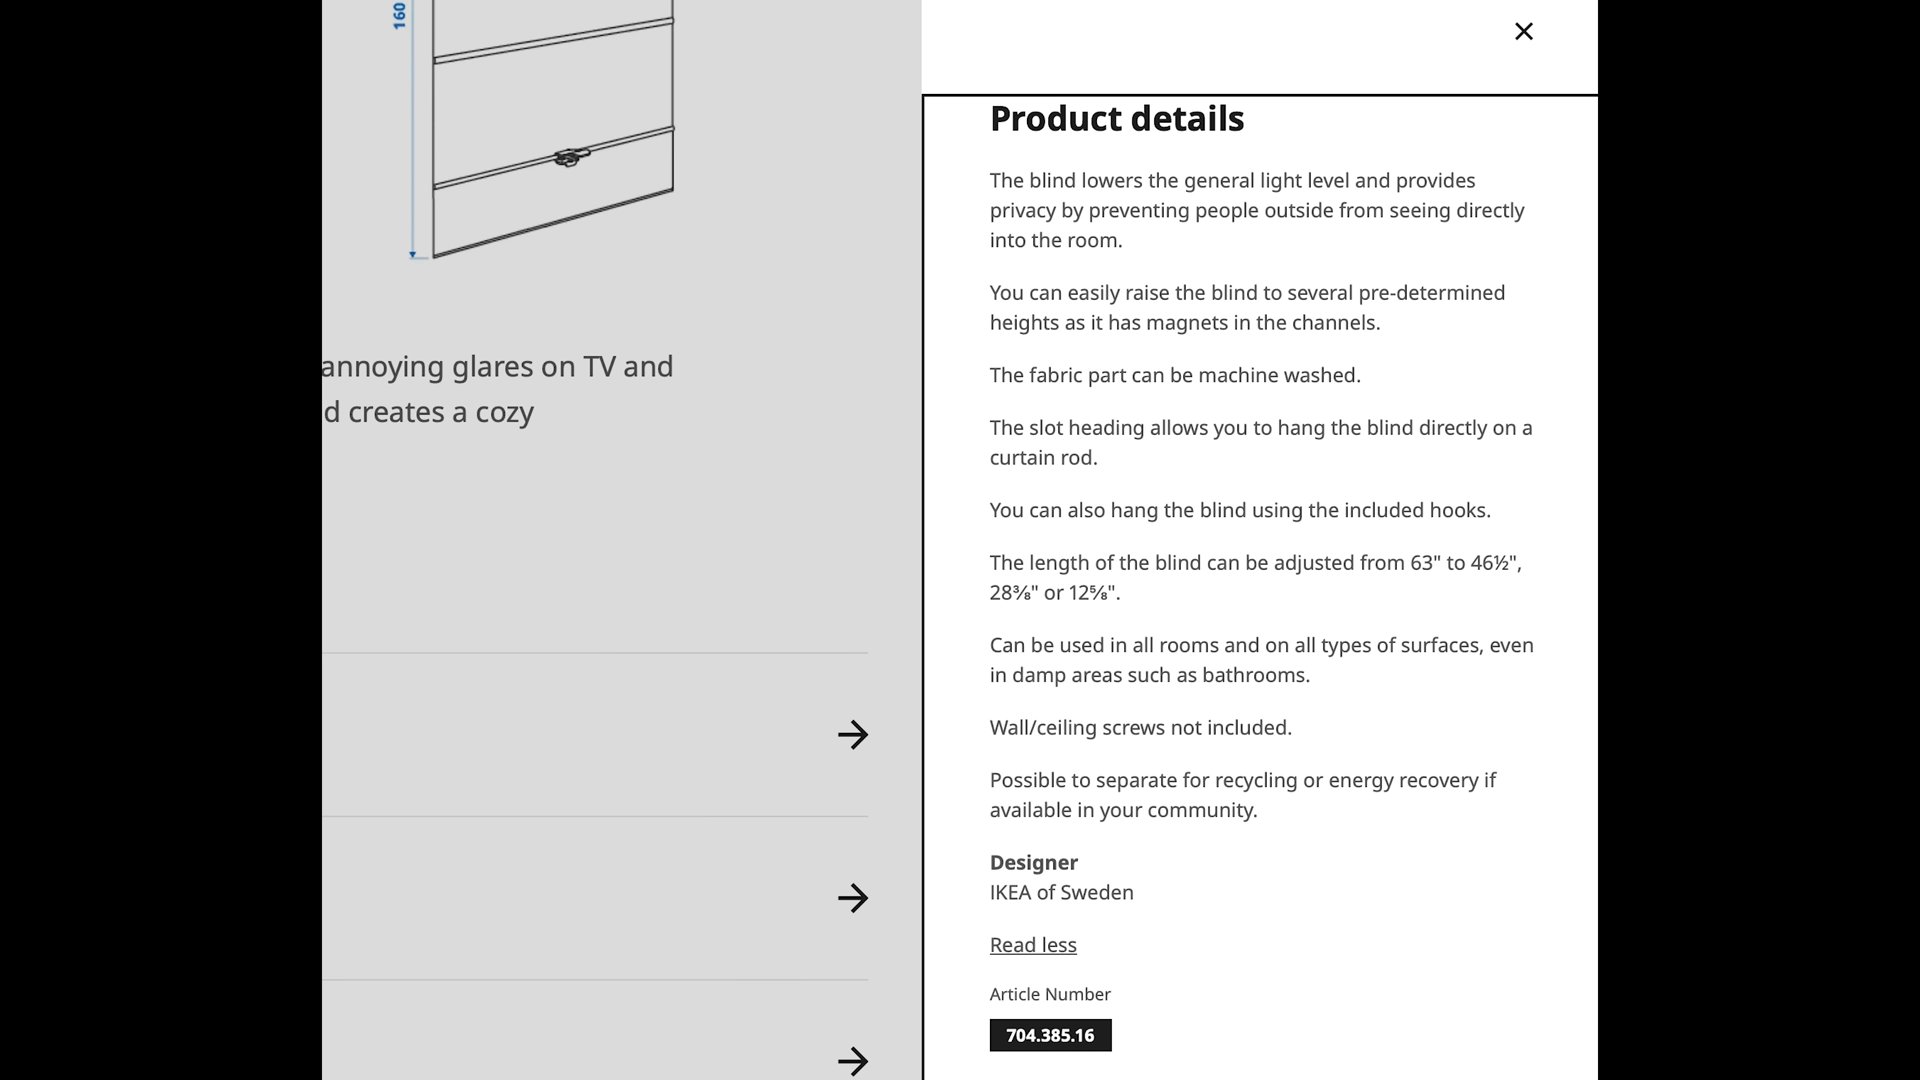 160
annoying glares on TV and
d creates a cozy
Product details
The blind lowers the general light level and provides
privacy by preventing people outside from seeing directly
into the room.
You can easily raise the blind to several pre-determined
heights as it has magnets in the channels.
The fabric part can be machine washed.
The slot heading allows you to hang the blind directly on a
curtain rod.
You can also hang the blind using the included hooks.
The length of the blind can be adjusted from 63" to 46½",
28⅜" or 12⅝".
Can be used in all rooms and on all types of surfaces, even
in damp areas such as bathrooms.
Wall/ceiling screws not included.
Possible to separate for recycling or energy recovery if
available in your community.
Designer
IKEA of Sweden
Read less
Article Number
704.385.16